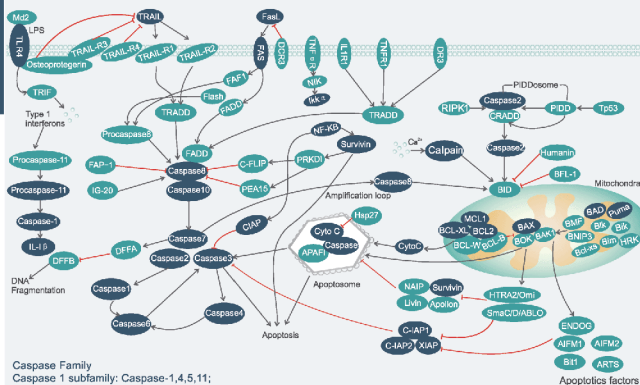 Md2
LPS
TLR4
Osteoprotegerin
TRAIL-R3
TRAIL-R4
TRAIL
TRAIL-R1
TRAIL-R2
FasL
FAS
DCR3
TNF
R
IL1R1
TNFR1
DR3
TRIF
Type 1
interferons
TRADD
FAF1
Flash
FADD
NIK
Ikk α
TRADD
PIDDosome
Caspase2
RIPK1
CRADD
PIDD
Tp53
Procaspase8
NF-KB
Survivin
Ca²⁺
Calpain
Caspase2
Procaspase-11
FAP-1
FADD
Caspase8
C-FLIP
PRKDI
Humanin
Procaspase-11
IG-20
Caspase10
PEA15
Caspase8
BID
BFL-1
Amplification loop
Mitochondr
Caspase-1
CIAP
Hsp27
MCL1
BCL-XL
BCL2
BCL-W
BCL-B
BAX
BOK
BAK1
BMF
BAD
Puma
Bik
Blk
BNIP3
Bcl-xs
Bim
HRK
IL-1β
DFFB
DFFA
Caspase7
Caspase2
Caspase3
Cyto C
Caspase
APAFI
CytoC
Apoptosome
DNA
Fragmentation
Caspase1
Caspase4
Caspase6
Apoptosis
NAIP
Survivin
Livin
Apollon
HTRA2/Omi
SmaC/D/ABLO
C-IAP1
C-IAP2
XIAP
ENDOG
AIFM1
AIFM2
Bit1
ARTS
Apoptotics factors
Caspase Family
Caspase 1 subfamily: Caspase-1,4,5,11;